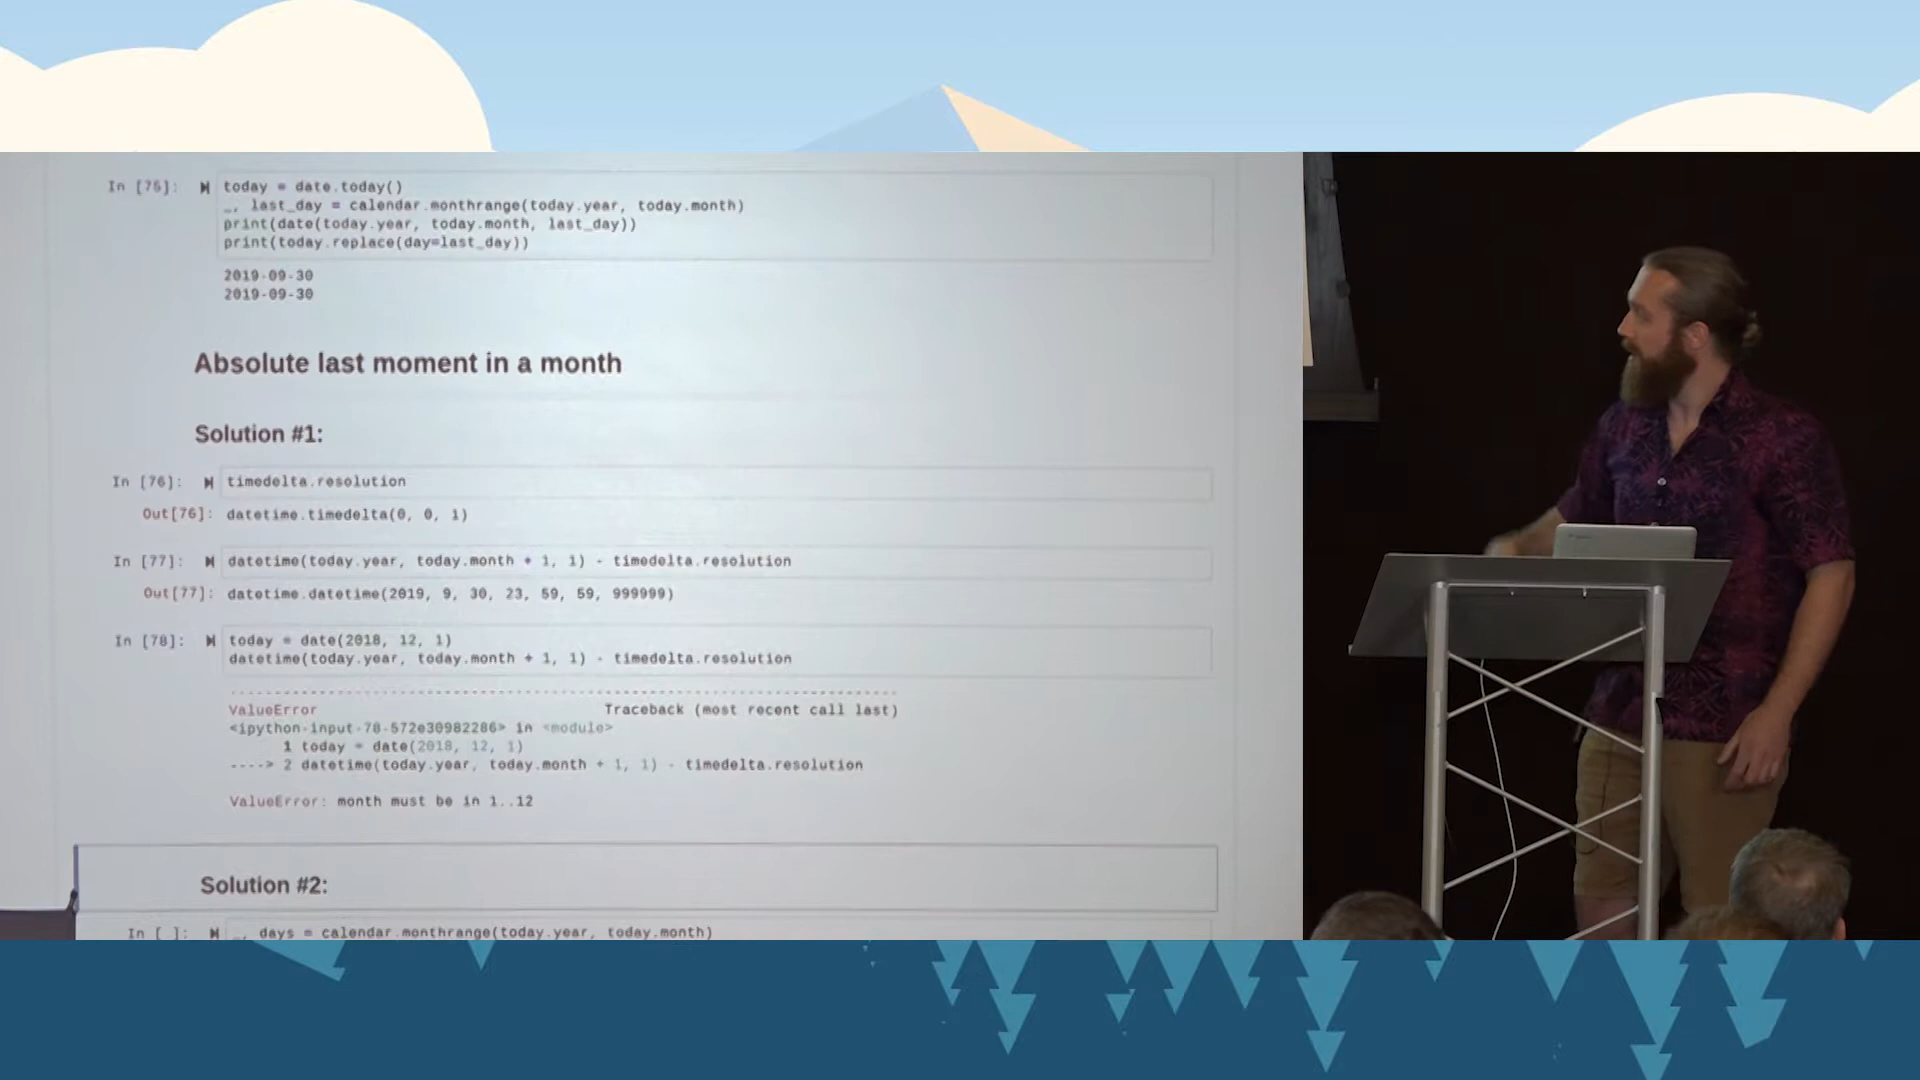 In [75]: today = date.today()
_, last_day = calendar.monthrange(today.year, today.month)
print(date(today.year, today.month, last_day))
print(today.replace(day=last_day))
2019-09-30
2019-09-30
Absolute last moment in a month
Solution #1:
In [76]: timedelta.resolution
Out[76]: datetime.timedelta(0, 0, 1)
In [77]: datetime(today.year, today.month + 1, 1) - timedelta.resolution
Out[77]: datetime.datetime(2019, 9, 30, 23, 59, 59, 999999)
In [78]: today = date(2018, 12, 1)
datetime(today.year, today.month + 1, 1) - timedelta.resolution
---------------------------------------------------------------------------
ValueError Traceback (most recent call last)
<ipython-input-78-572e30982286> in <module>
1 today = date(2018, 12, 1)
----> 2 datetime(today.year, today.month + 1, 1) - timedelta.resolution
ValueError: month must be in 1..12
Solution #2:
In [ ]: _, days = calendar.monthrange(today.year, today.month)